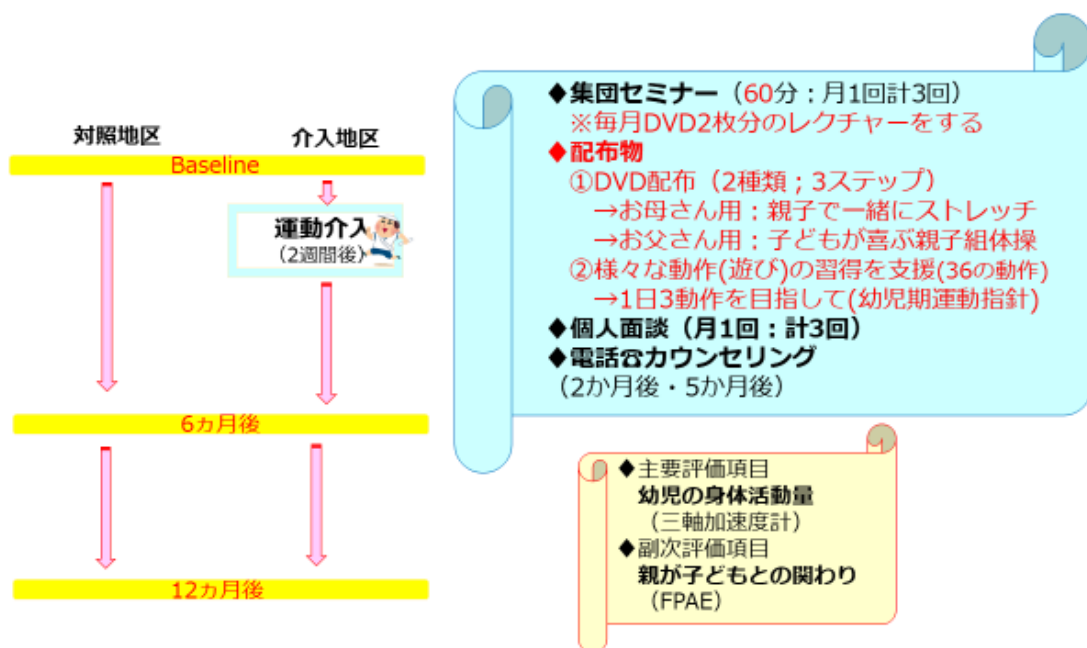 対照地区
介入地区
Baseline
運動介入
(2週間後)
6ヵ月後
12ヵ月後
◆集団セミナー（60分：月1回計3回）
※毎月DVD2枚分のレクチャーをする
◆配布物
①DVD配布（2種類；3ステップ）
→お母さん用：親子で一緒にストレッチ
→お父さん用：子どもが喜ぶ親子組体操
②様々な動作(遊び)の習得を支援(36の動作)
→1日3動作を目指して(幼児期運動指針)
◆個人面談（月1回：計3回）
◆電話☎カウンセリング
（2か月後・5か月後）
◆主要評価項目
幼児の身体活動量
（三軸加速度計）
◆副次評価項目
親が子どもとの関わり
（FPAE）